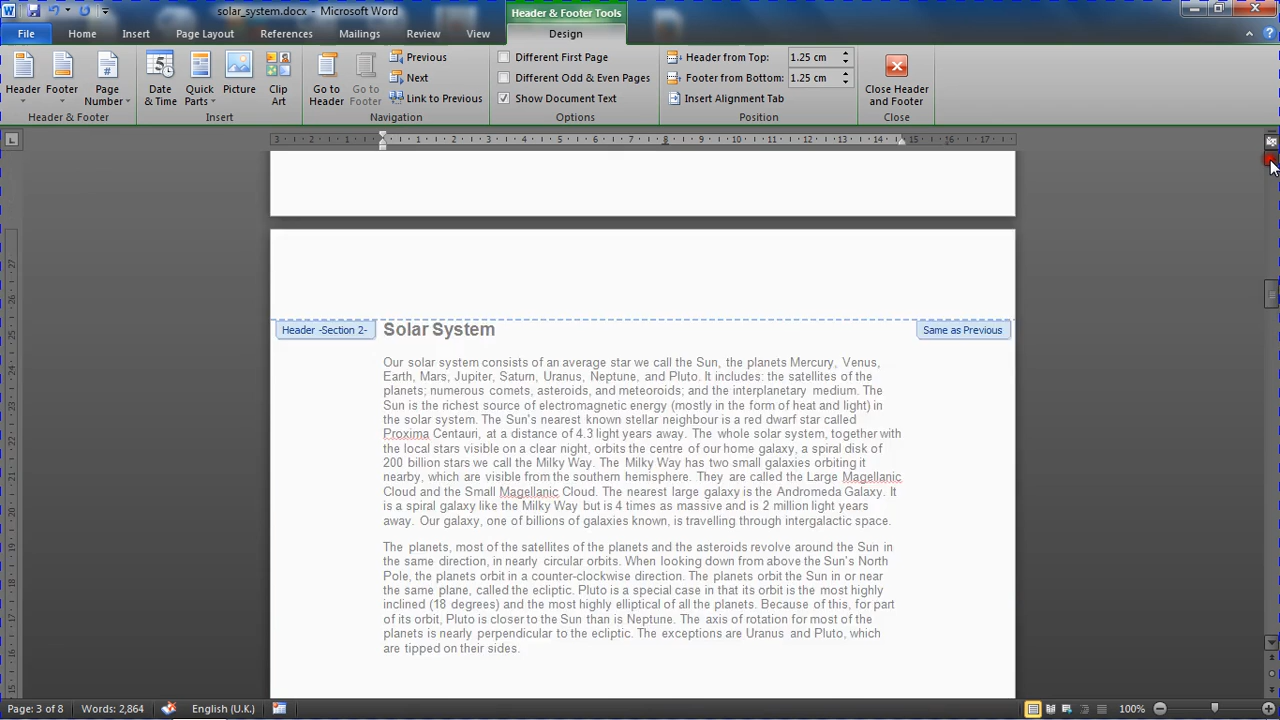 solar_system.docx - Microsoft Word
Header & Footer Tools
File Home Insert Page Layout References Mailings Review View Design
Header
Footer
Page Number
Header & Footer
Date & Time
Quick Parts
Picture
Clip Art
Insert
Go to Header
Go to Footer
Previous
Next
Link to Previous
Navigation
Different First Page
Different Odd & Even Pages
Show Document Text
Options
Header from Top: 1.25 cm
Footer from Bottom: 1.25 cm
Insert Alignment Tab
Position
Close Header and Footer
Close
3 2 1 1 2 3 4 5 6 7 8 9 10 11 12 13 14 15 16 17
Header -Section 2-
Solar System
Same as Previous
Our solar system consists of an average star we call the Sun, the planets Mercury, Venus,
Earth, Mars, Jupiter, Saturn, Uranus, Neptune, and Pluto. It includes: the satellites of the
planets; numerous comets, asteroids, and meteoroids; and the interplanetary medium. The
Sun is the richest source of electromagnetic energy (mostly in the form of heat and light) in
the solar system. The Sun's nearest known stellar neighbour is a red dwarf star called
Proxima Centauri, at a distance of 4.3 light years away. The whole solar system, together with
the local stars visible on a clear night, orbits the centre of our home galaxy, a spiral disk of
200 billion stars we call the Milky Way. The Milky Way has two small galaxies orbiting it
nearby, which are visible from the southern hemisphere. They are called the Large Magellanic
Cloud and the Small Magellanic Cloud. The nearest large galaxy is the Andromeda Galaxy. It
is a spiral galaxy like the Milky Way but is 4 times as massive and is 2 million light years
away. Our galaxy, one of billions of galaxies known, is travelling through intergalactic space.
The planets, most of the satellites of the planets and the asteroids revolve around the Sun in
the same direction, in nearly circular orbits. When looking down from above the Sun's North
Pole, the planets orbit in a counter-clockwise direction. The planets orbit the Sun in or near
the same plane, called the ecliptic. Pluto is a special case in that its orbit is the most highly
inclined (18 degrees) and the most highly elliptical of all the planets. Because of this, for part
of its orbit, Pluto is closer to the Sun than is Neptune. The axis of rotation for most of the
planets is nearly perpendicular to the ecliptic. The exceptions are Uranus and Pluto, which
are tipped on their sides.
Page: 3 of 8 Words: 2,864 English (U.K.) 100%